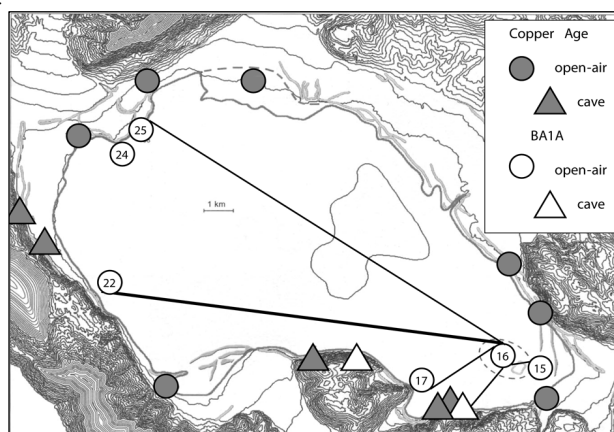 Copper Age
open-air
cave
BA1A
open-air
cave
25
24
1 km
22
16
15
17